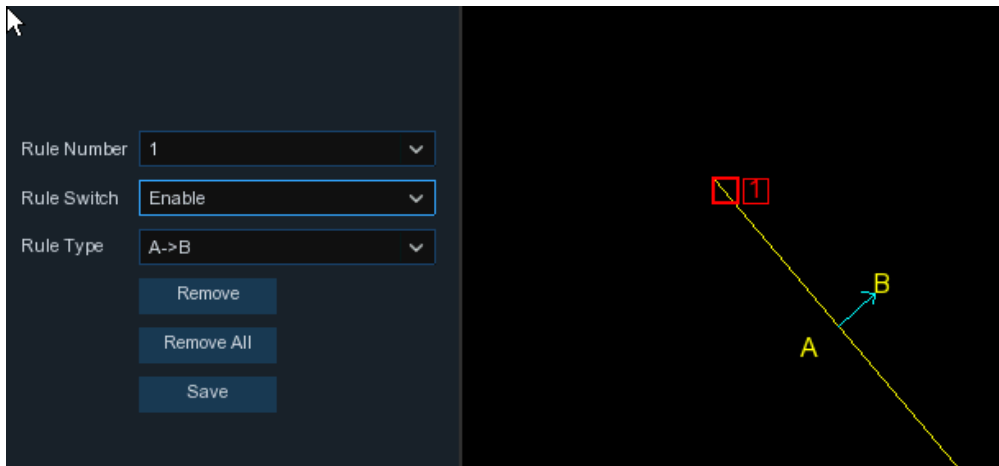 Rule Number 1
Rule Switch Enable
Rule Type A->B
Remove
Remove All
Save
1
B
A